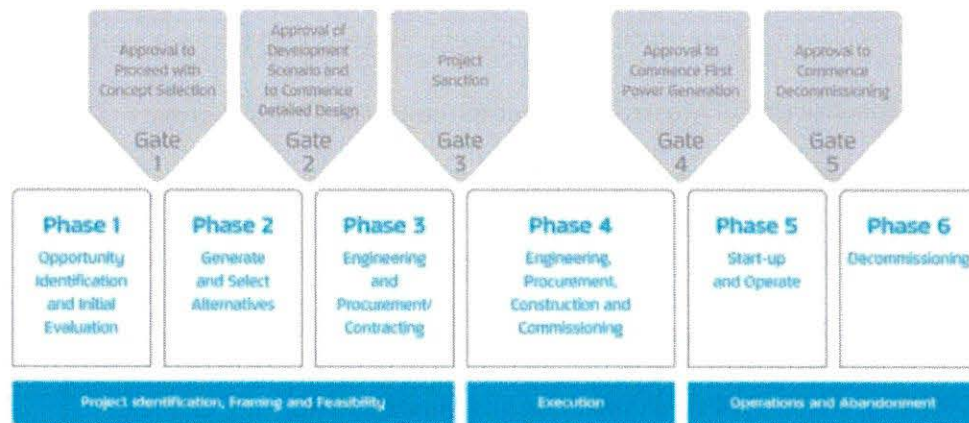 Approval to
Proceed with
Concept Selection
Gate
1
Approval of
Development
Scenario and
to Commence
Detailed Design
Gate
2
Project
Sanction
Gate
3
Approval to
Commence First
Power Generation
Gate
4
Approval to
Commence
Decommissioning
Gate
5
Phase 1
Opportunity
Identification
and Initial
Evaluation
Phase 2
Generate
and Select
Alternatives
Phase 3
Engineering
and
Procurement/
Contracting
Phase 4
Engineering,
Procurement,
Construction and
Commissioning
Phase 5
Start-up
and Operate
Phase 6
Decommissioning
Project Identification, Framing and Feasibility
Execution
Operations and Abandonment